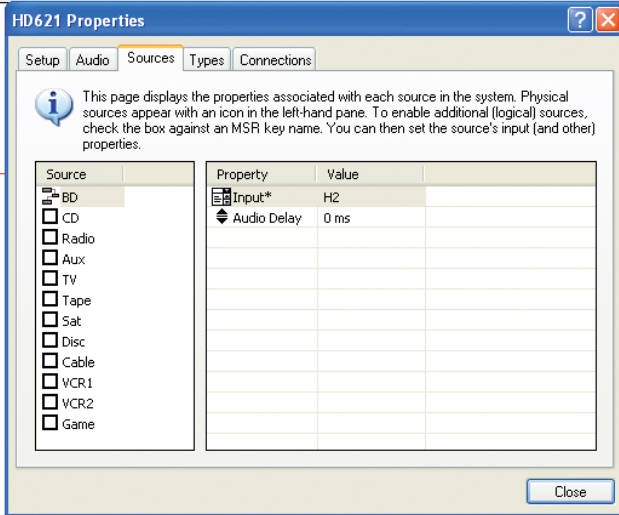 HD621 Properties
Setup Audio Sources Types Connections
This page displays the properties associated with each source in the system. Physical
sources appear with an icon in the left-hand pane. To enable additional (logical) sources,
check the box against an MSR key name. You can then set the source's input (and other)
properties.
Source
BD
CD
Radio
Aux
TV
Tape
Sat
Disc
Cable
VCR1
VCR2
Game
Property Value
Input* H2
Audio Delay 0 ms
Close